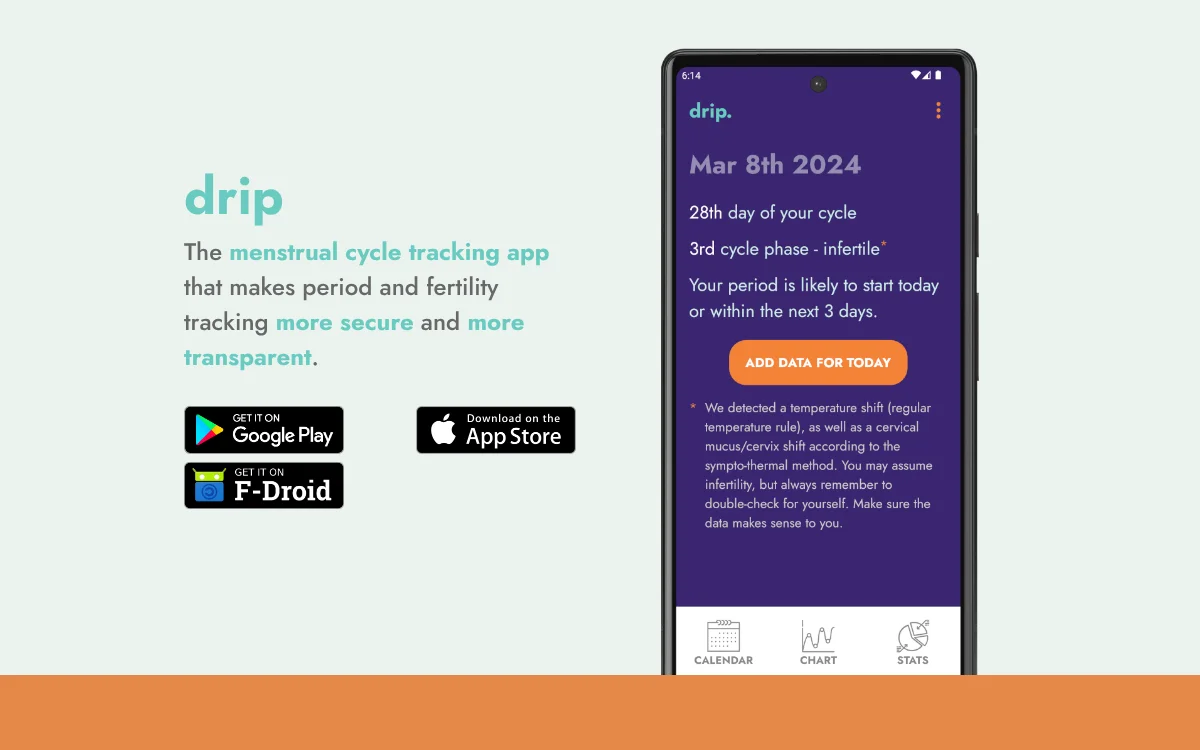 drip
The menstrual cycle tracking app
that makes period and fertility
tracking more secure and more
transparent.
GET IT ON
Google Play
Download on the
App Store
GET IT ON
F-Droid
6:14
drip.
Mar 8th 2024
28th day of your cycle
3rd cycle phase - infertile*
Your period is likely to start today
or within the next 3 days.
ADD DATA FOR TODAY
* We detected a temperature shift (regular
temperature rule), as well as a cervical
mucus/cervix shift according to the
sympto-thermal method. You may assume
infertility, but always remember to
double-check for yourself. Make sure the
data makes sense to you.
CALENDAR
CHART
STATS